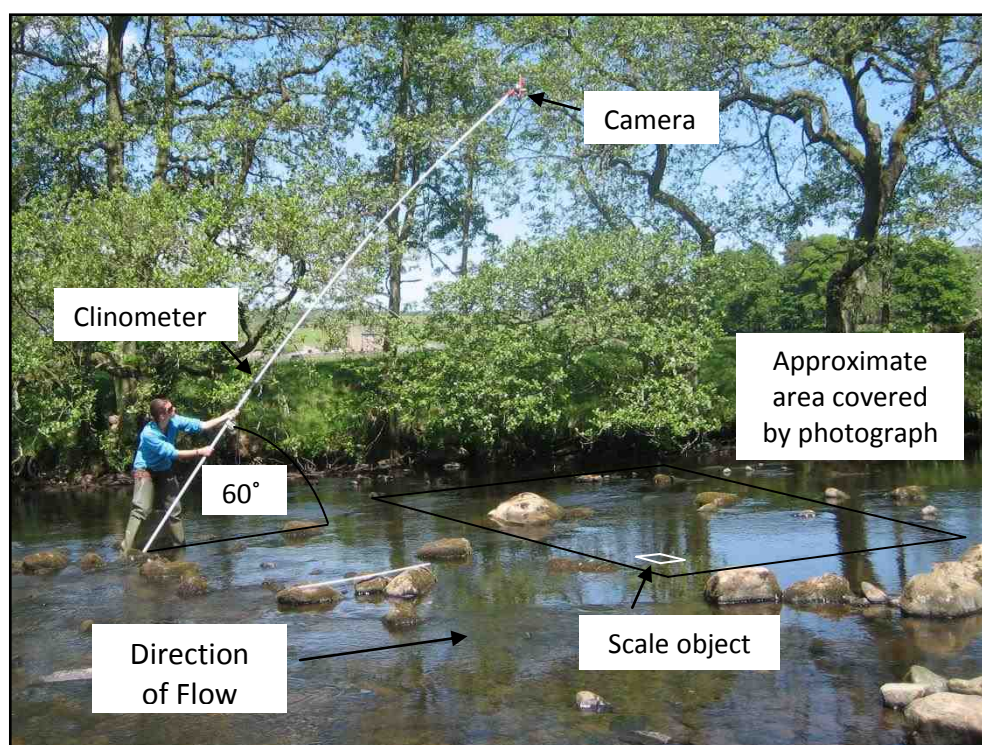 Camera
Clinometer
Approximate
area covered
by photograph
60˚
Scale object
Direction
of Flow